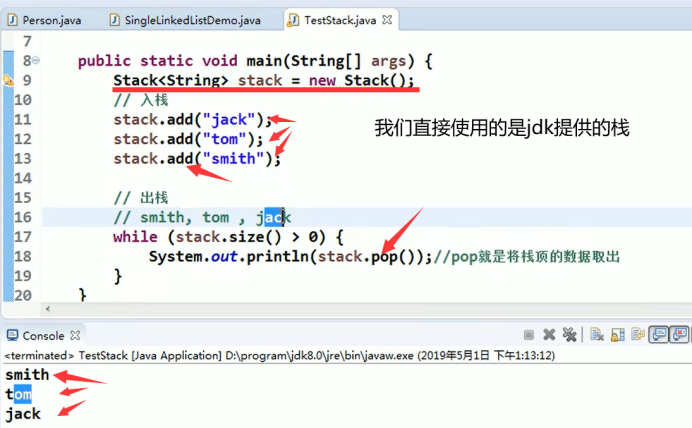 Person.java SingleLinkedListDemo.java TestStack.java
7
8 public static void main(String[] args) {
9 Stack<String> stack = new Stack();
10 // 入栈
11 stack.add("jack");
12 stack.add("tom");
13 stack.add("smith");
我们直接使用的是jdk提供的栈
14
15 // 出栈
16 // smith, tom , jack
17 while (stack.size() > 0) {
18 System.out.println(stack.pop());//pop就是将栈顶的数据取出
19 }
20 }
Console
<terminated> TestStack [Java Application] D:\program\jdk8.0\jre\bin\javaw.exe (2019年5月1日 下午1:13:12)
smith
tom
jack